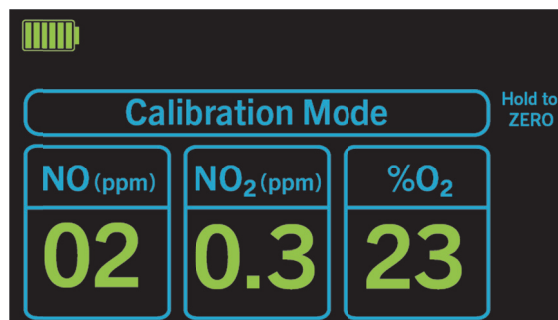 Calibration Mode
Hold to
ZERO
NO (ppm) NO₂ (ppm) %O₂
02 0.3 23